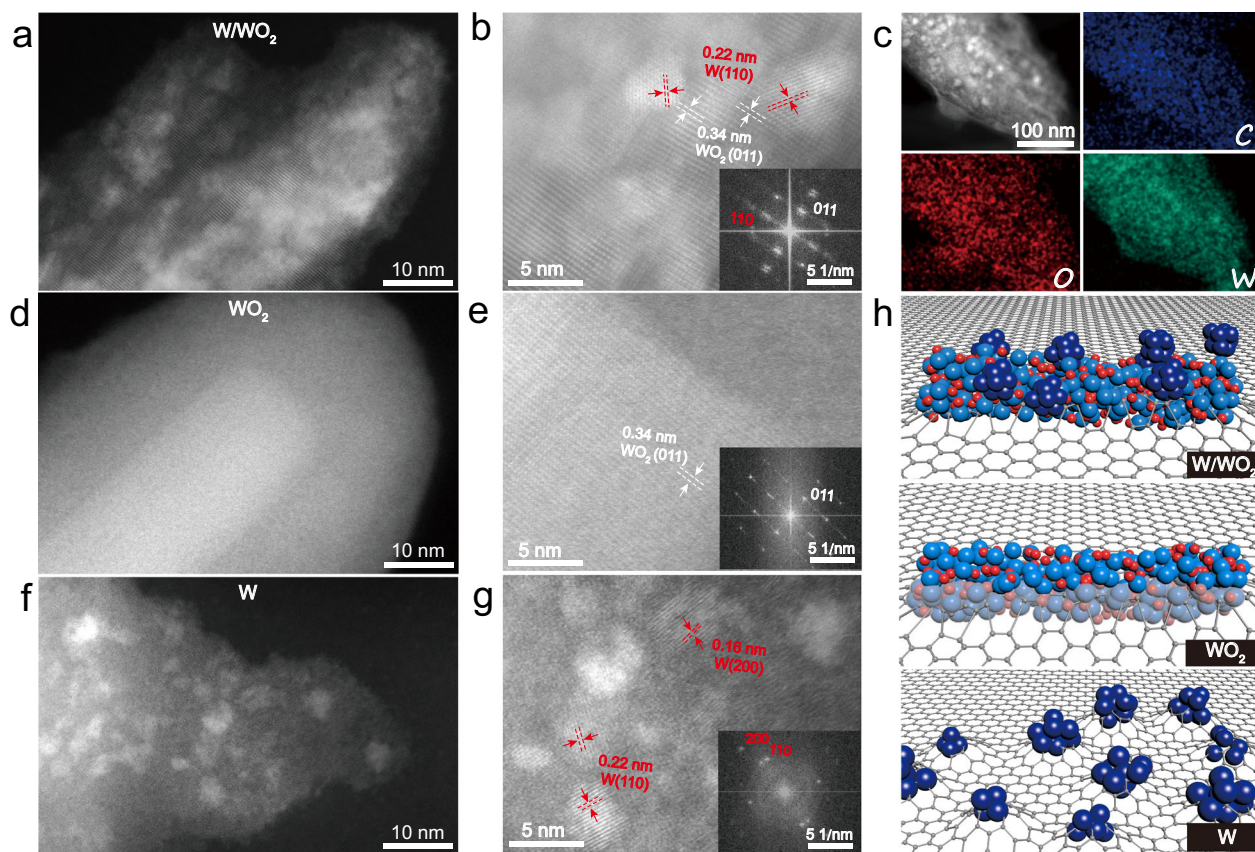 a
W/WO2
10 nm
b
0.22 nm
W(110)
0.34 nm
WO2 (011)
110
011
5 nm
5 1/nm
c
100 nm
C
O
W
d
WO2
10 nm
e
0.34 nm
WO2 (011)
011
5 nm
5 1/nm
f
W
10 nm
g
0.16 nm
W(200)
0.22 nm
W(110)
200
110
5 nm
5 1/nm
h
W/WO2
WO2
W